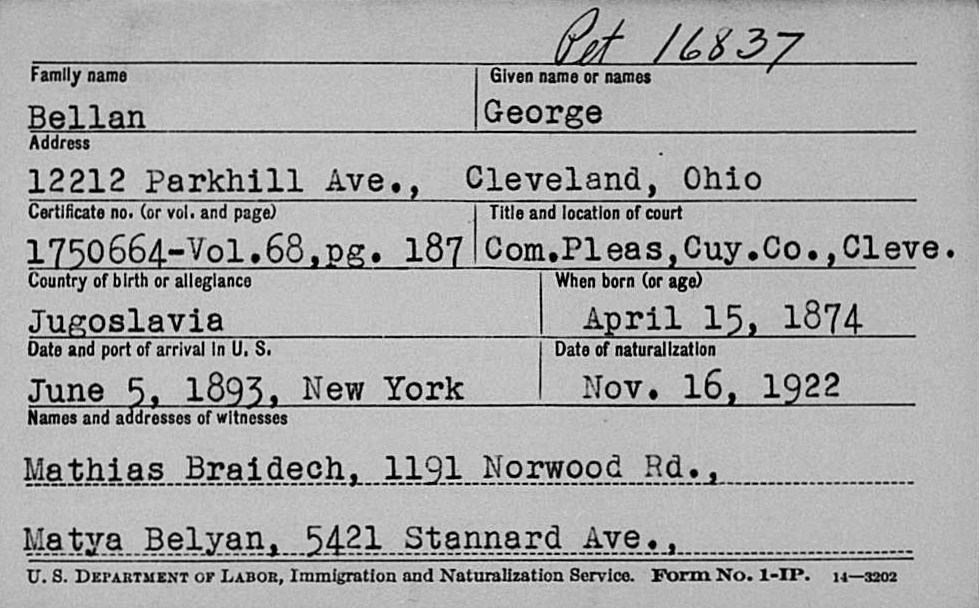 Pet 16837
Family name Given name or names
Bellan George
Address
12212 Parkhill Ave., Cleveland, Ohio
Certificate no. (or vol. and page) Title and location of court
1750664-Vol.68,pg. 187 Com.Pleas,Cuy.Co.,Cleve.
Country of birth or allegiance When born (or age)
Jugoslavia April 15, 1874
Date and port of arrival in U. S. Date of naturalization
June 5, 1893, New York Nov. 16, 1922
Names and addresses of witnesses
Mathias Braidech, 1191 Norwood Rd.,
Matya Belyan, 5421 Stannard Ave.,
U. S. DEPARTMENT OF LABOR, Immigration and Naturalization Service. Form No. 1-IP. 14—3202